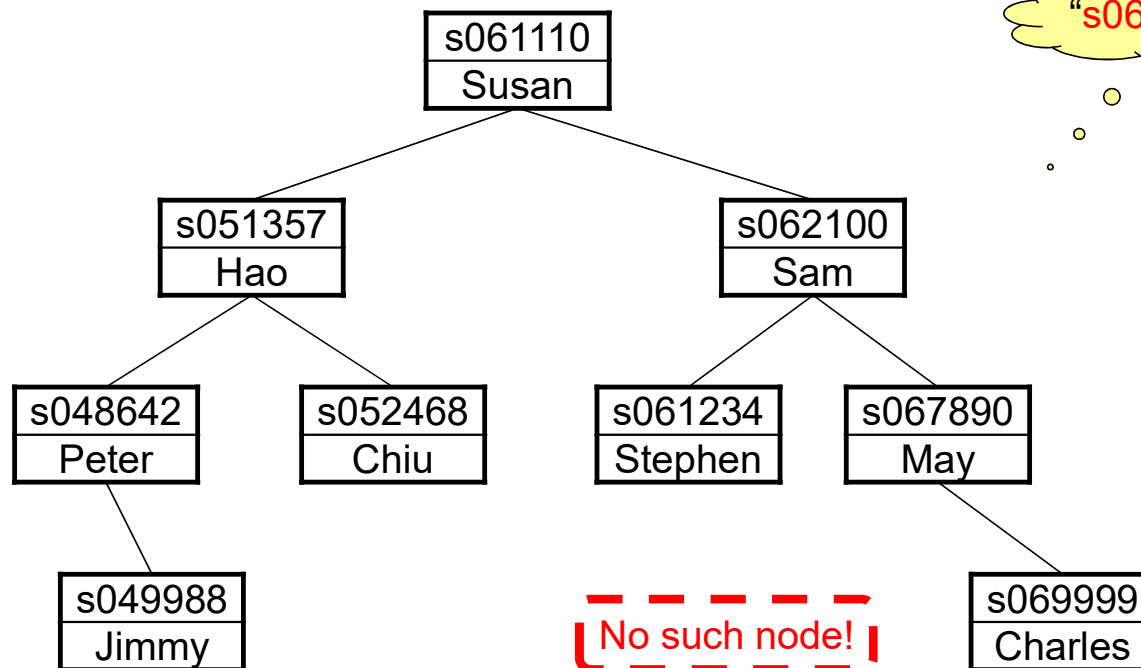 “s06
s061110
Susan
s051357
Hao
s062100
Sam
s048642
Peter
s052468
Chiu
s061234
Stephen
s067890
May
s049988
Jimmy
No such node!
s069999
Charles